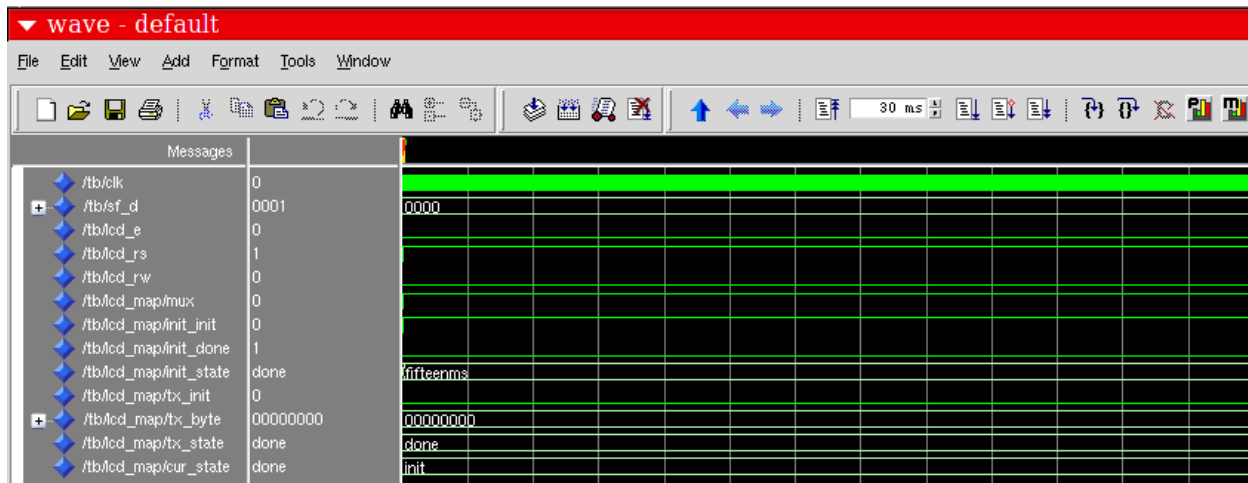 wave - default
File Edit View Add Format Tools Window
30 ms
Messages
/tb/clk 0
/tb/sf_d 0001 0000
/tb/lcd_e 0
/tb/lcd_rs 1
/tb/lcd_rw 0
/tb/lcd_map/mux 0
/tb/lcd_map/init_init 0
/tb/lcd_map/init_done 1
/tb/lcd_map/init_state done fifteenms
/tb/lcd_map/tx_init 0
/tb/lcd_map/tx_byte 00000000 00000000
/tb/lcd_map/tx_state done done
/tb/lcd_map/cur_state done init